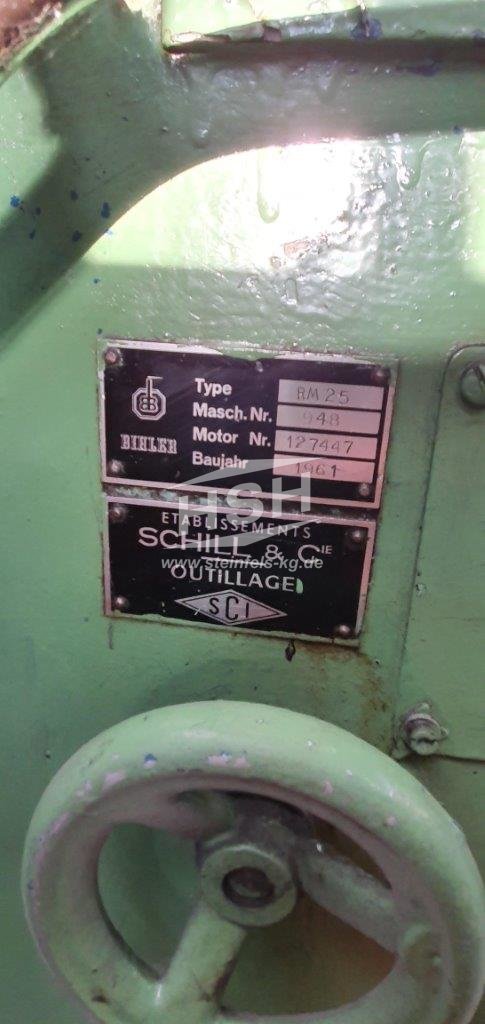 BIHLER
Type RM 25
Masch. Nr. 948
Motor Nr. 127447
Baujahr 1961
HSH
www.steinfels-kg.de
ETABLISSEMENTS
SCHILL & CIE
OUTILLAGE
SCI